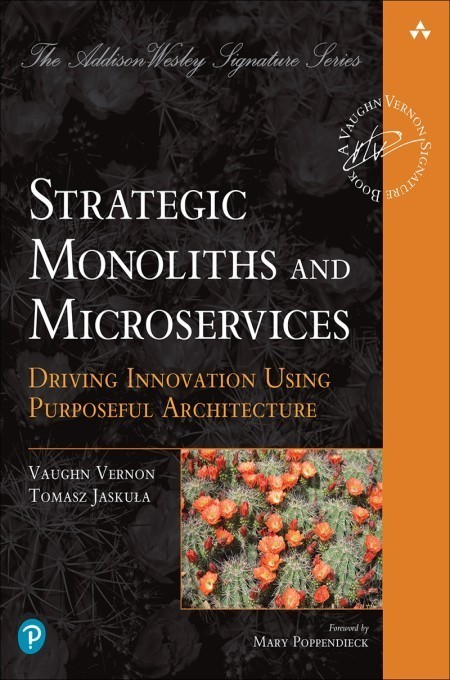 The Addison Wesley Signature Series
A VAUGHN VERNON SIGNATURE BOOK
STRATEGIC
MONOLITHS AND
MICROSERVICES
DRIVING INNOVATION USING
PURPOSEFUL ARCHITECTURE
VAUGHN VERNON
TOMASZ JASKUŁA
Foreword by
MARY POPPENDIECK
P